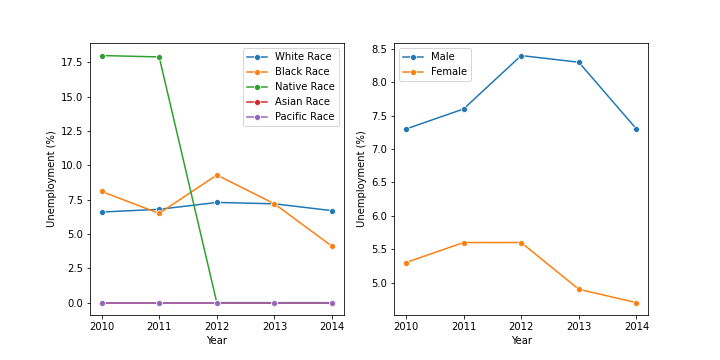 White Race
Black Race
Native Race
Asian Race
Pacific Race
Unemployment (%)
17.5
15.0
12.5
10.0
7.5
5.0
2.5
0.0
2010 2011 2012 2013 2014
Year
Male
Female
Unemployment (%)
8.5
8.0
7.5
7.0
6.5
6.0
5.5
5.0
2010 2011 2012 2013 2014
Year